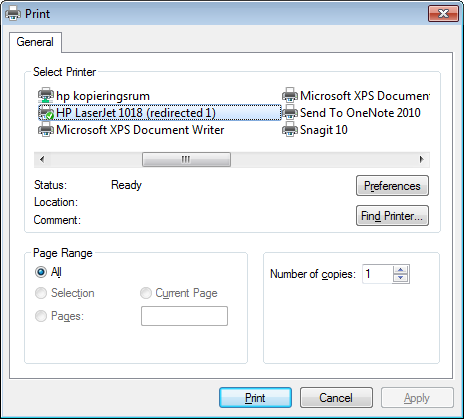 Print
General
Select Printer
hp kopieringsrum
Microsoft XPS Documen
HP LaserJet 1018 (redirected 1)
Send To OneNote 2010
Microsoft XPS Document Writer
Snagit 10
Status: Ready
Preferences
Location:
Comment:
Find Printer...
Page Range
All
Number of copies: 1
Selection
Current Page
Pages:
Print
Cancel
Apply